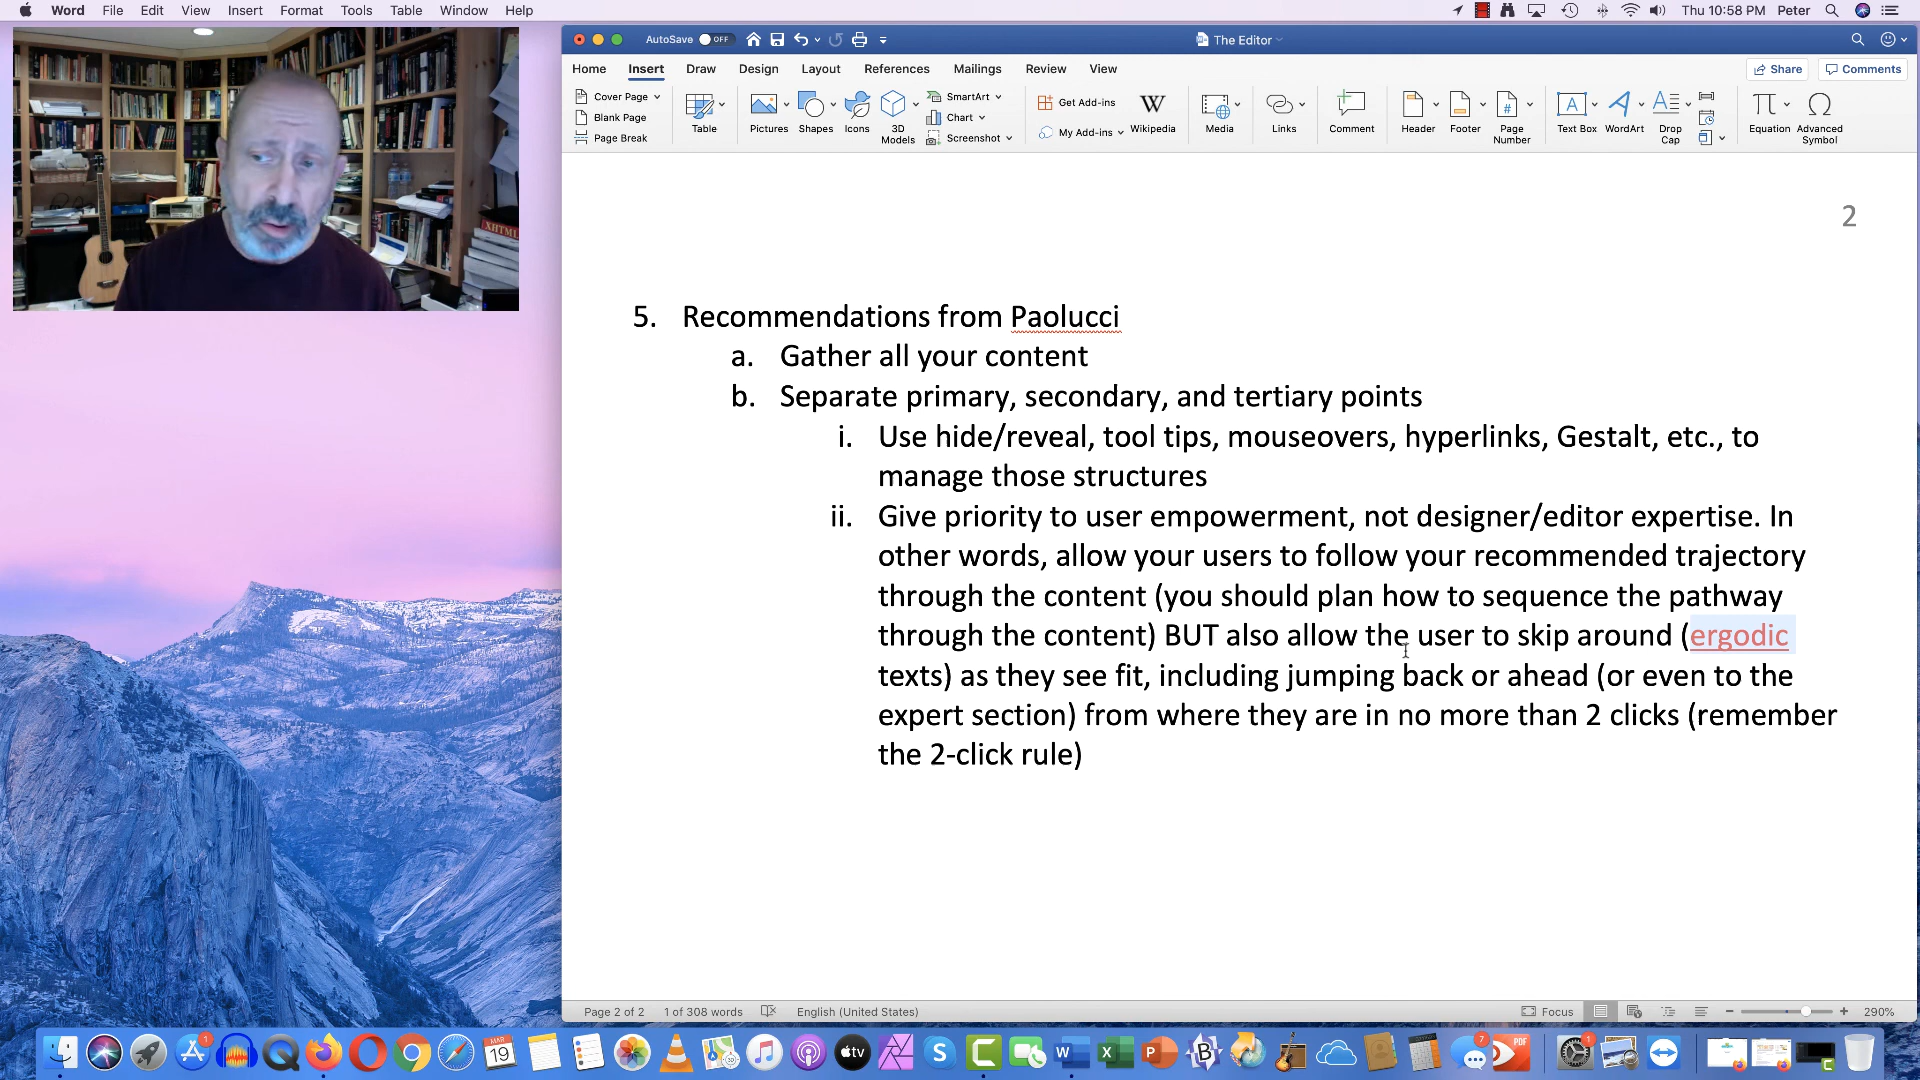 Word File Edit View Insert Format Tools Table Window Help
Thu 10:58 PM Peter
XHTML
AutoSave OFF
The Editor
Home Insert Draw Design Layout References Mailings Review View
Share Comments
Cover Page
Blank Page
Page Break
Table
Pictures
Shapes
Icons
3D
Models
SmartArt
Chart
Screenshot
Get Add-ins
My Add-ins
W
Wikipedia
Media
Links
Comment
Header
Footer
Page
Number
Text Box
WordArt
Drop
Cap
Equation
Advanced
Symbol
2
5. Recommendations from Paolucci
a. Gather all your content
b. Separate primary, secondary, and tertiary points
i. Use hide/reveal, tool tips, mouseovers, hyperlinks, Gestalt, etc., to
manage those structures
ii. Give priority to user empowerment, not designer/editor expertise. In
other words, allow your users to follow your recommended trajectory
through the content (you should plan how to sequence the pathway
through the content) BUT also allow the user to skip around (ergodic
texts) as they see fit, including jumping back or ahead (or even to the
expert section) from where they are in no more than 2 clicks (remember
the 2-click rule)
Page 2 of 2 1 of 308 words English (United States)
Focus
290%
1
MAR
19
tv
7
PDF
1